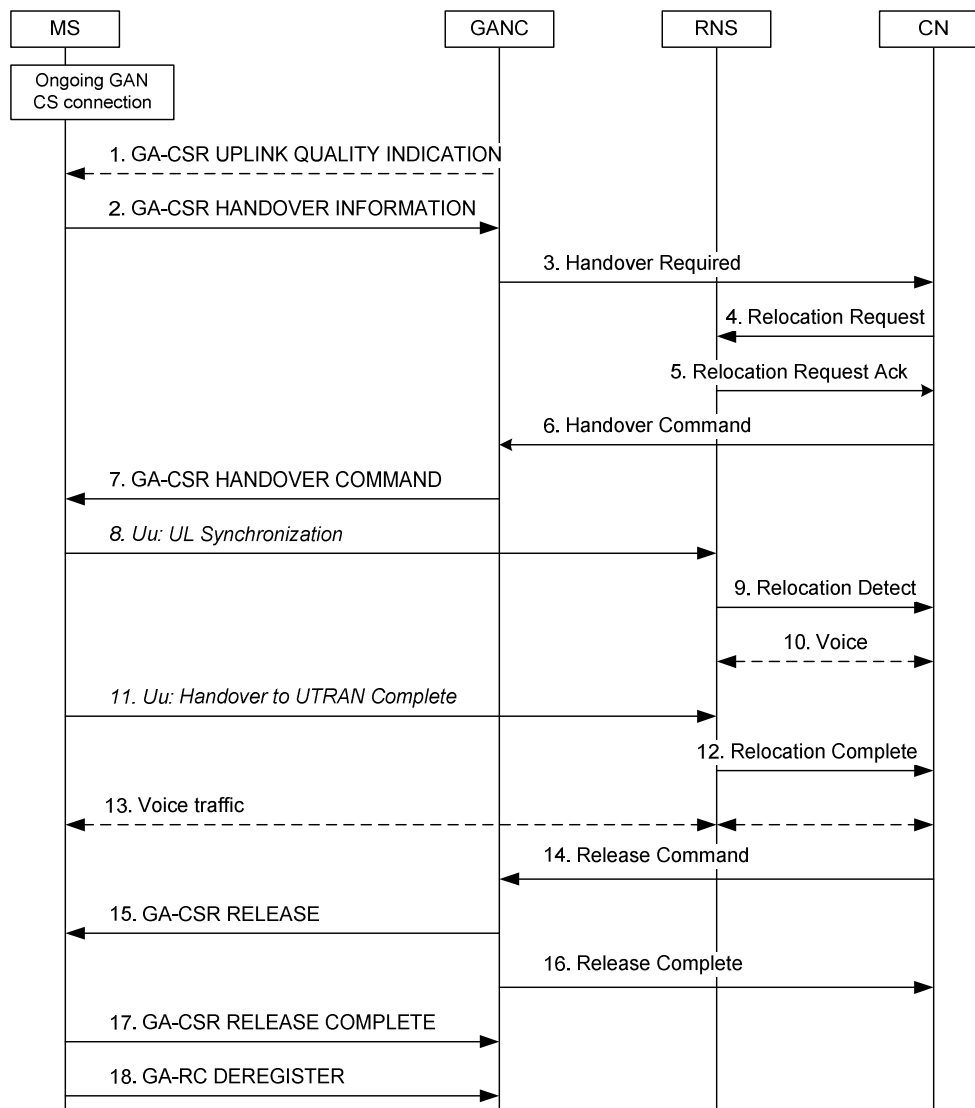 MS
GANC
RNS
CN
Ongoing GAN
CS connection
1. GA-CSR UPLINK QUALITY INDICATION
2. GA-CSR HANDOVER INFORMATION
3. Handover Required
4. Relocation Request
5. Relocation Request Ack
6. Handover Command
7. GA-CSR HANDOVER COMMAND
8. Uu: UL Synchronization
9. Relocation Detect
10. Voice
11. Uu: Handover to UTRAN Complete
12. Relocation Complete
13. Voice traffic
14. Release Command
15. GA-CSR RELEASE
16. Release Complete
17. GA-CSR RELEASE COMPLETE
18. GA-RC DEREGISTER